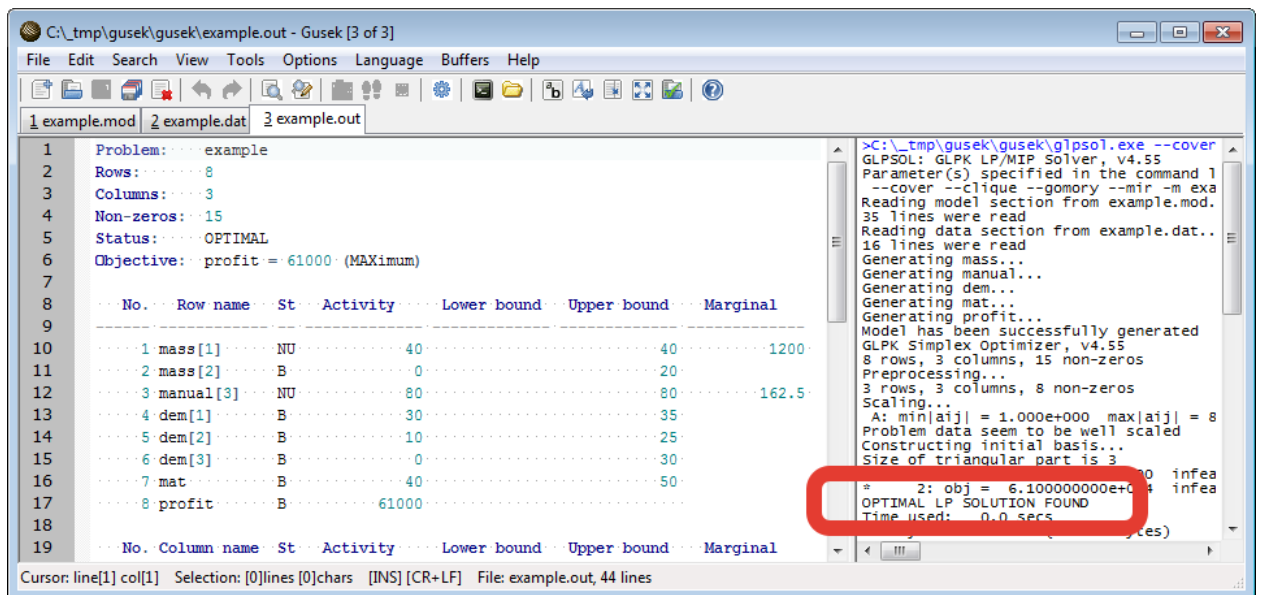 C:\_tmp\gusek\gusek\example.out - Gusek [3 of 3]
File Edit Search View Tools Options Language Buffers Help
1 example.mod 2 example.dat 3 example.out
1 Problem: example
2 Rows: 8
3 Columns: 3
4 Non-zeros: 15
5 Status: OPTIMAL
6 Objective: profit = 61000 (MAXimum)
7
8 No. Row name St Activity Lower bound Upper bound Marginal
9 ------ ------------ -- ------------- ------------- ------------- -------------
10 1 mass[1] NU 40 40 1200
11 2 mass[2] B 0 20
12 3 manual[3] NU 80 80 162.5
13 4 dem[1] B 30 35
14 5 dem[2] B 10 25
15 6 dem[3] B 0 30
16 7 mat B 40 50
17 8 profit B 61000
18
19 No. Column name St Activity Lower bound Upper bound Marginal
>C:\_tmp\gusek\gusek\glpsol.exe --cover
GLPSOL: GLPK LP/MIP Solver, v4.55
Parameter(s) specified in the command l
--cover --clique --gomory --mir -m exa
Reading model section from example.mod.
35 lines were read
Reading data section from example.dat..
16 lines were read
Generating mass...
Generating manual...
Generating dem...
Generating mat...
Generating profit...
Model has been successfully generated
GLPK Simplex Optimizer, v4.55
8 rows, 3 columns, 15 non-zeros
Preprocessing...
3 rows, 3 columns, 8 non-zeros
Scaling...
A: min|aij| = 1.000e+000 max|aij| = 8
Problem data seem to be well scaled
Constructing initial basis...
Size of triangular part is 3
00 infea
* 2: obj = 6.100000000e+004 infea
OPTIMAL LP SOLUTION FOUND
Time used: 0.0 secs
Cursor: line[1] col[1] Selection: [0]lines [0]chars [INS] [CR+LF] File: example.out, 44 lines